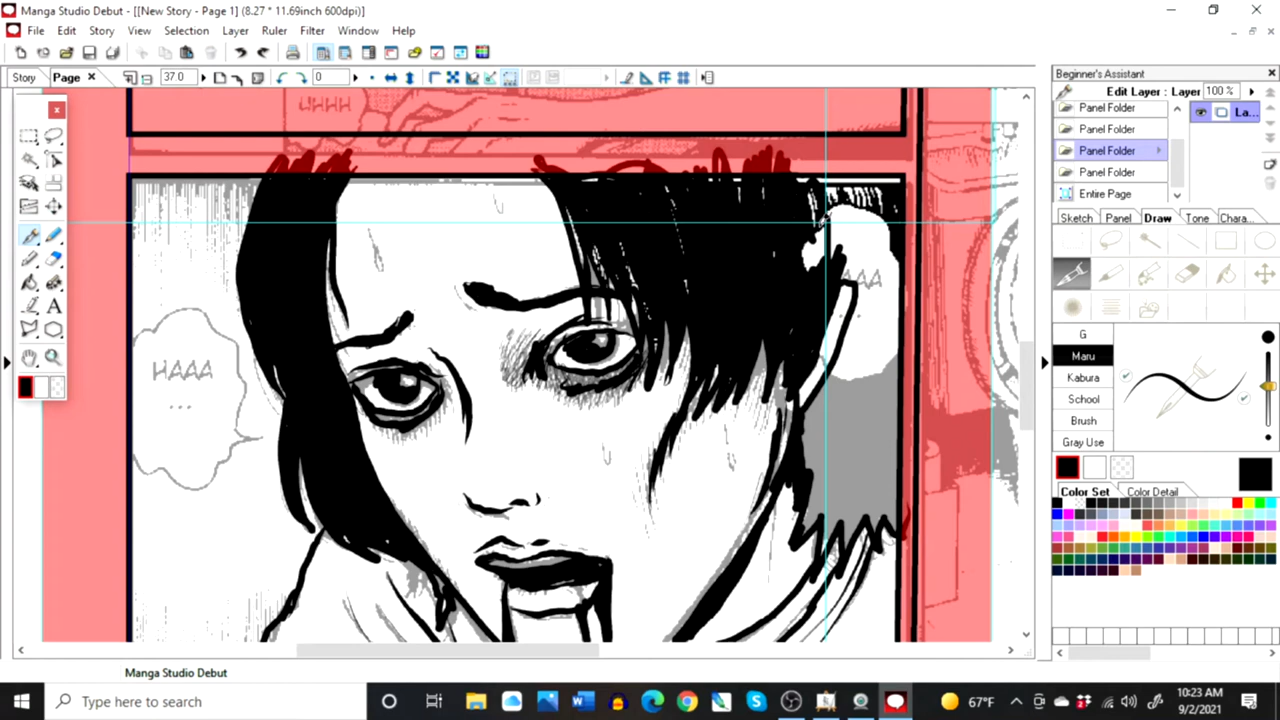 Manga Studio Debut - [[New Story - Page 1] (8.27 * 11.69inch 600dpi)]
File Edit Story View Selection Layer Ruler Filter Window Help
Story Page 37.0 0
Beginner's Assistant
Edit Layer : Layer 100 %
Panel Folder
Panel Folder
Panel Folder
Panel Folder
Entire Page
La...
Sketch Panel Draw Tone Chara...
G
Maru
Kabura
School
Brush
Gray Use
Color Set Color Detail
UHHH
HAAA
...
AAA
Manga Studio Debut
Type here to search
67°F
10:23 AM
9/2/2021